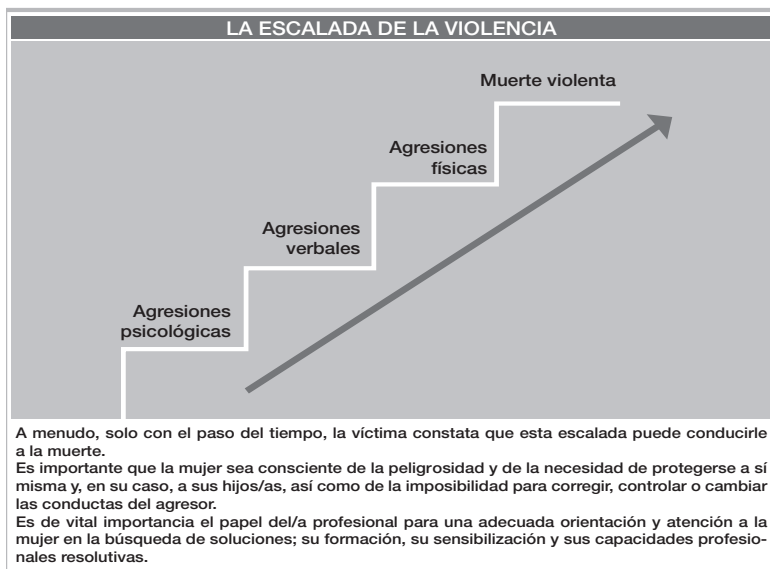 LA ESCALADA DE LA VIOLENCIA
Muerte violenta
Agresiones
físicas
Agresiones
verbales
Agresiones
psicológicas
A menudo, solo con el paso del tiempo, la víctima constata que esta escalada puede conducirle
a la muerte.
Es importante que la mujer sea consciente de la peligrosidad y de la necesidad de protegerse a sí
misma y, en su caso, a sus hijos/as, así como de la imposibilidad para corregir, controlar o cambiar
las conductas del agresor.
Es de vital importancia el papel del/a profesional para una adecuada orientación y atención a la
mujer en la búsqueda de soluciones; su formación, su sensibilización y sus capacidades profesio-
nales resolutivas.